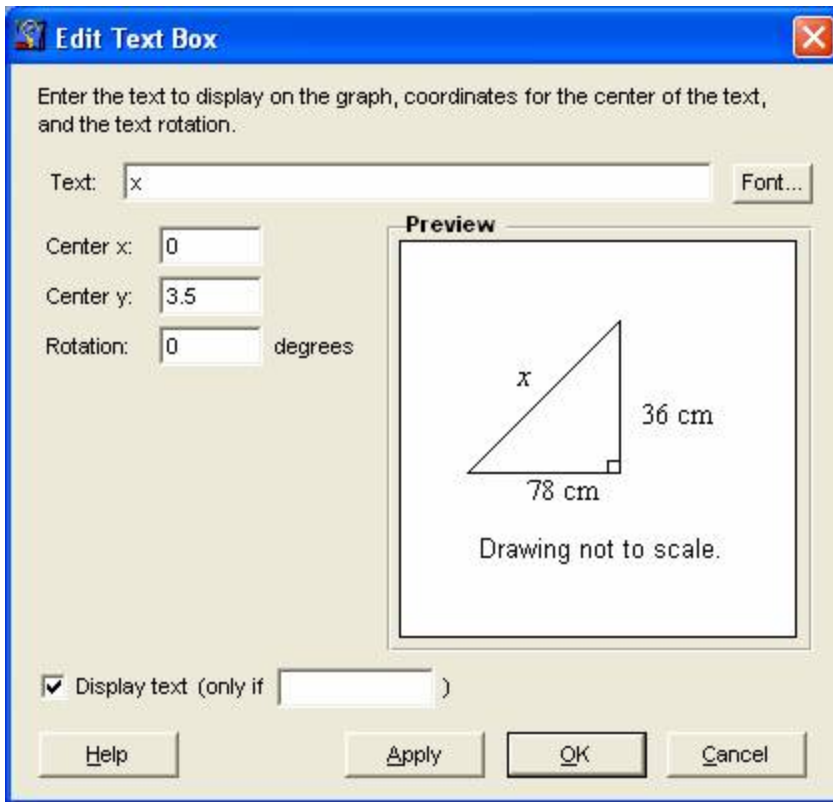 Edit Text Box
Enter the text to display on the graph, coordinates for the center of the text,
and the text rotation.
Text: x Font...
Center x: 0
Center y: 3.5
Rotation: 0 degrees
Preview
x
36 cm
78 cm
Drawing not to scale.
Display text (only if )
Help Apply OK Cancel